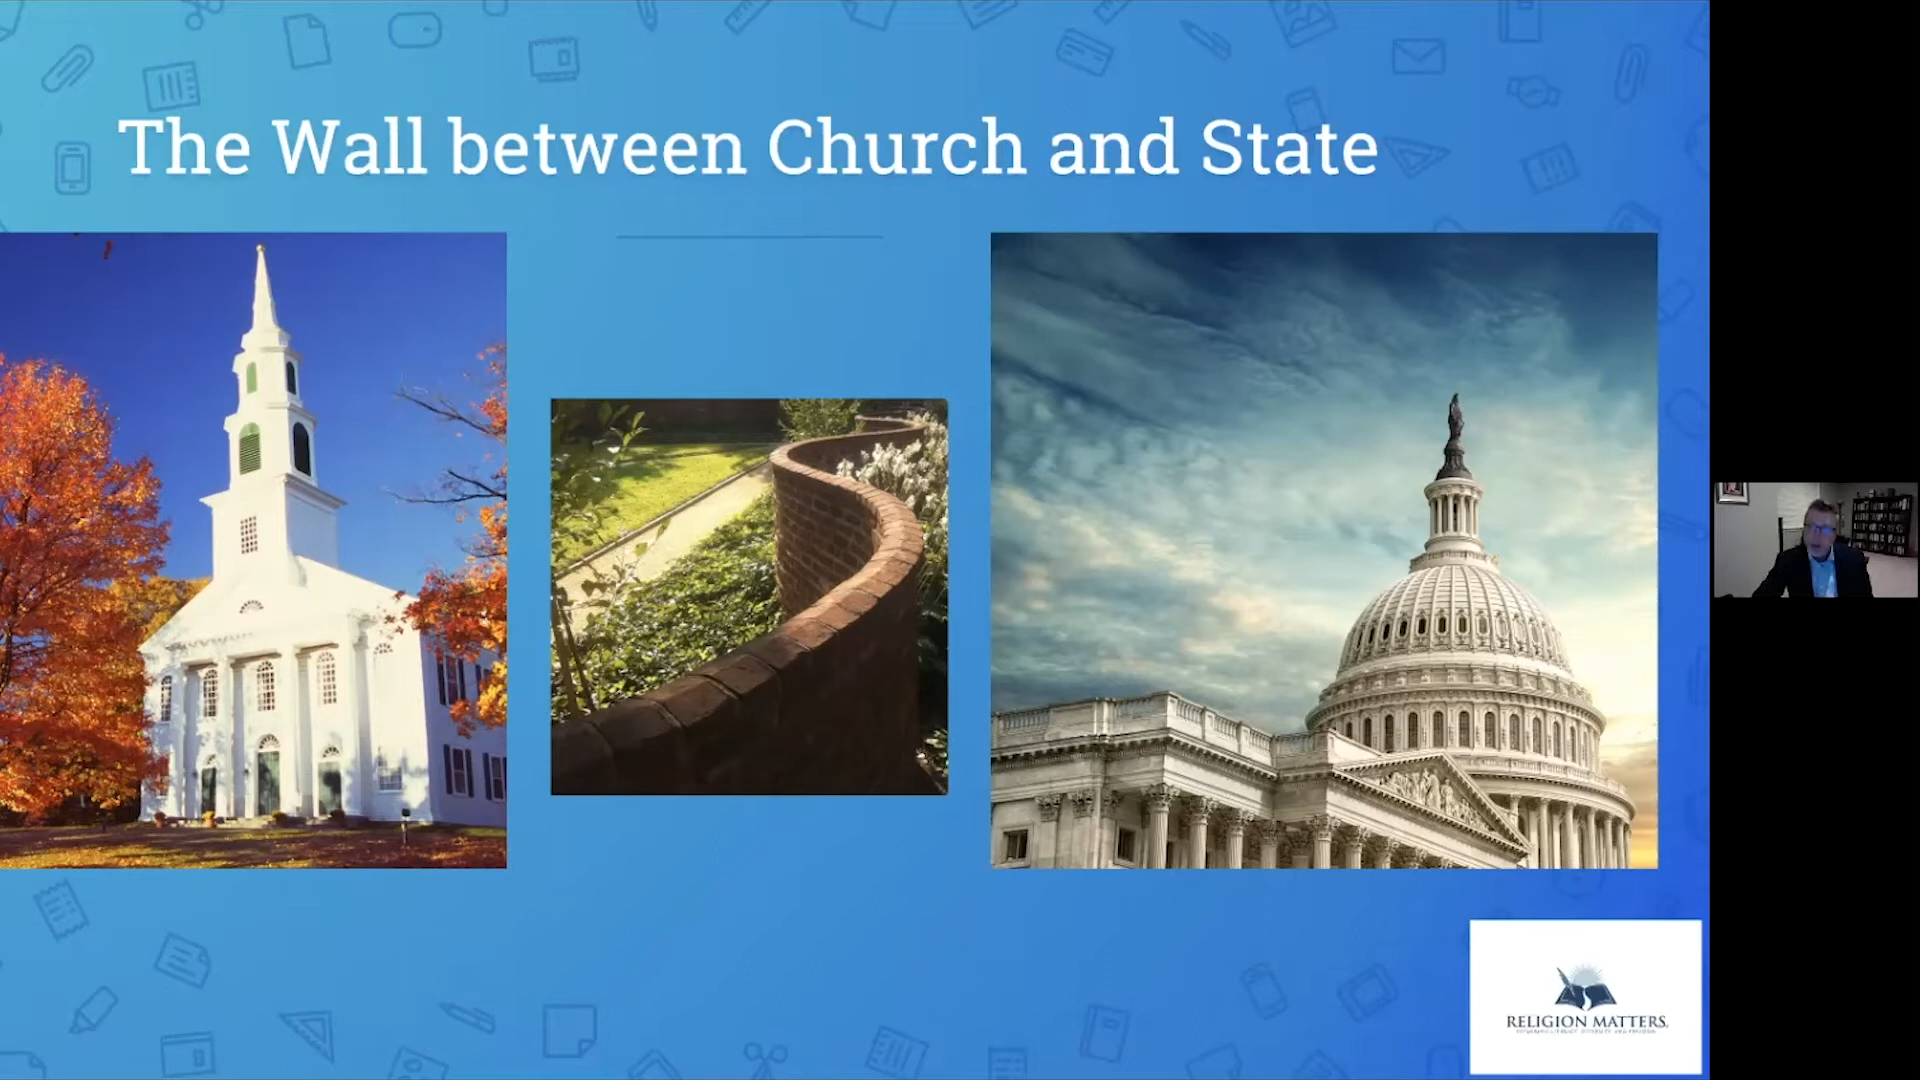 The Wall between Church and State
RELIGION MATTERS